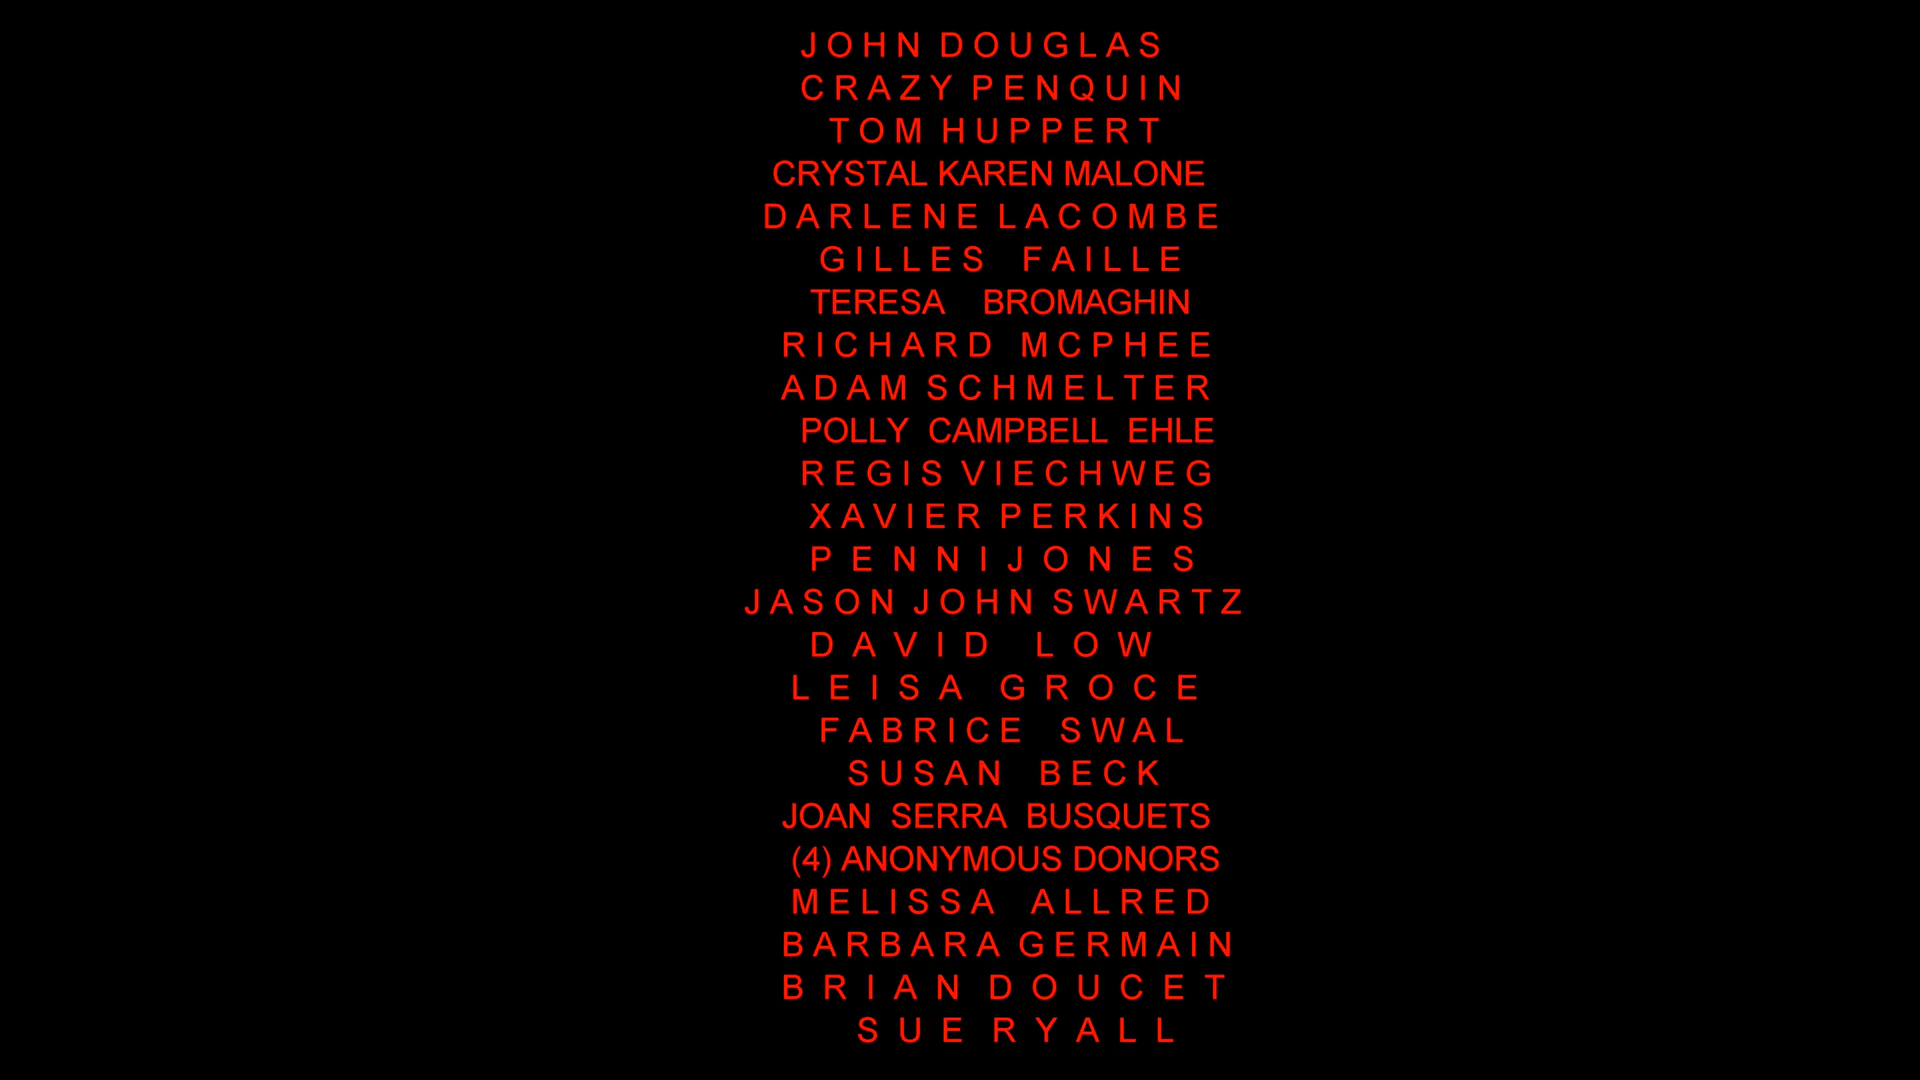 JOHN DOUGLAS
CRAZY PENQUIN
TOM HUPPERT
CRYSTAL KAREN MALONE
DARLENE LACOMBE
GILLES FAILLE
TERESA BROMAGHIN
RICHARD MCPHEE
ADAM SCHMELTER
POLLY CAMPBELL EHLE
REGIS VIECHWEG
XAVIER PERKINS
PENNIJONES
JASON JOHN SWARTZ
DAVID LOW
LEISA GROCE
FABRICE SWAL
SUSAN BECK
JOAN SERRA BUSQUETS
(4) ANONYMOUS DONORS
MELISSA ALLRED
BARBARA GERMAIN
BRIAN DOUCET
SUE RYALL